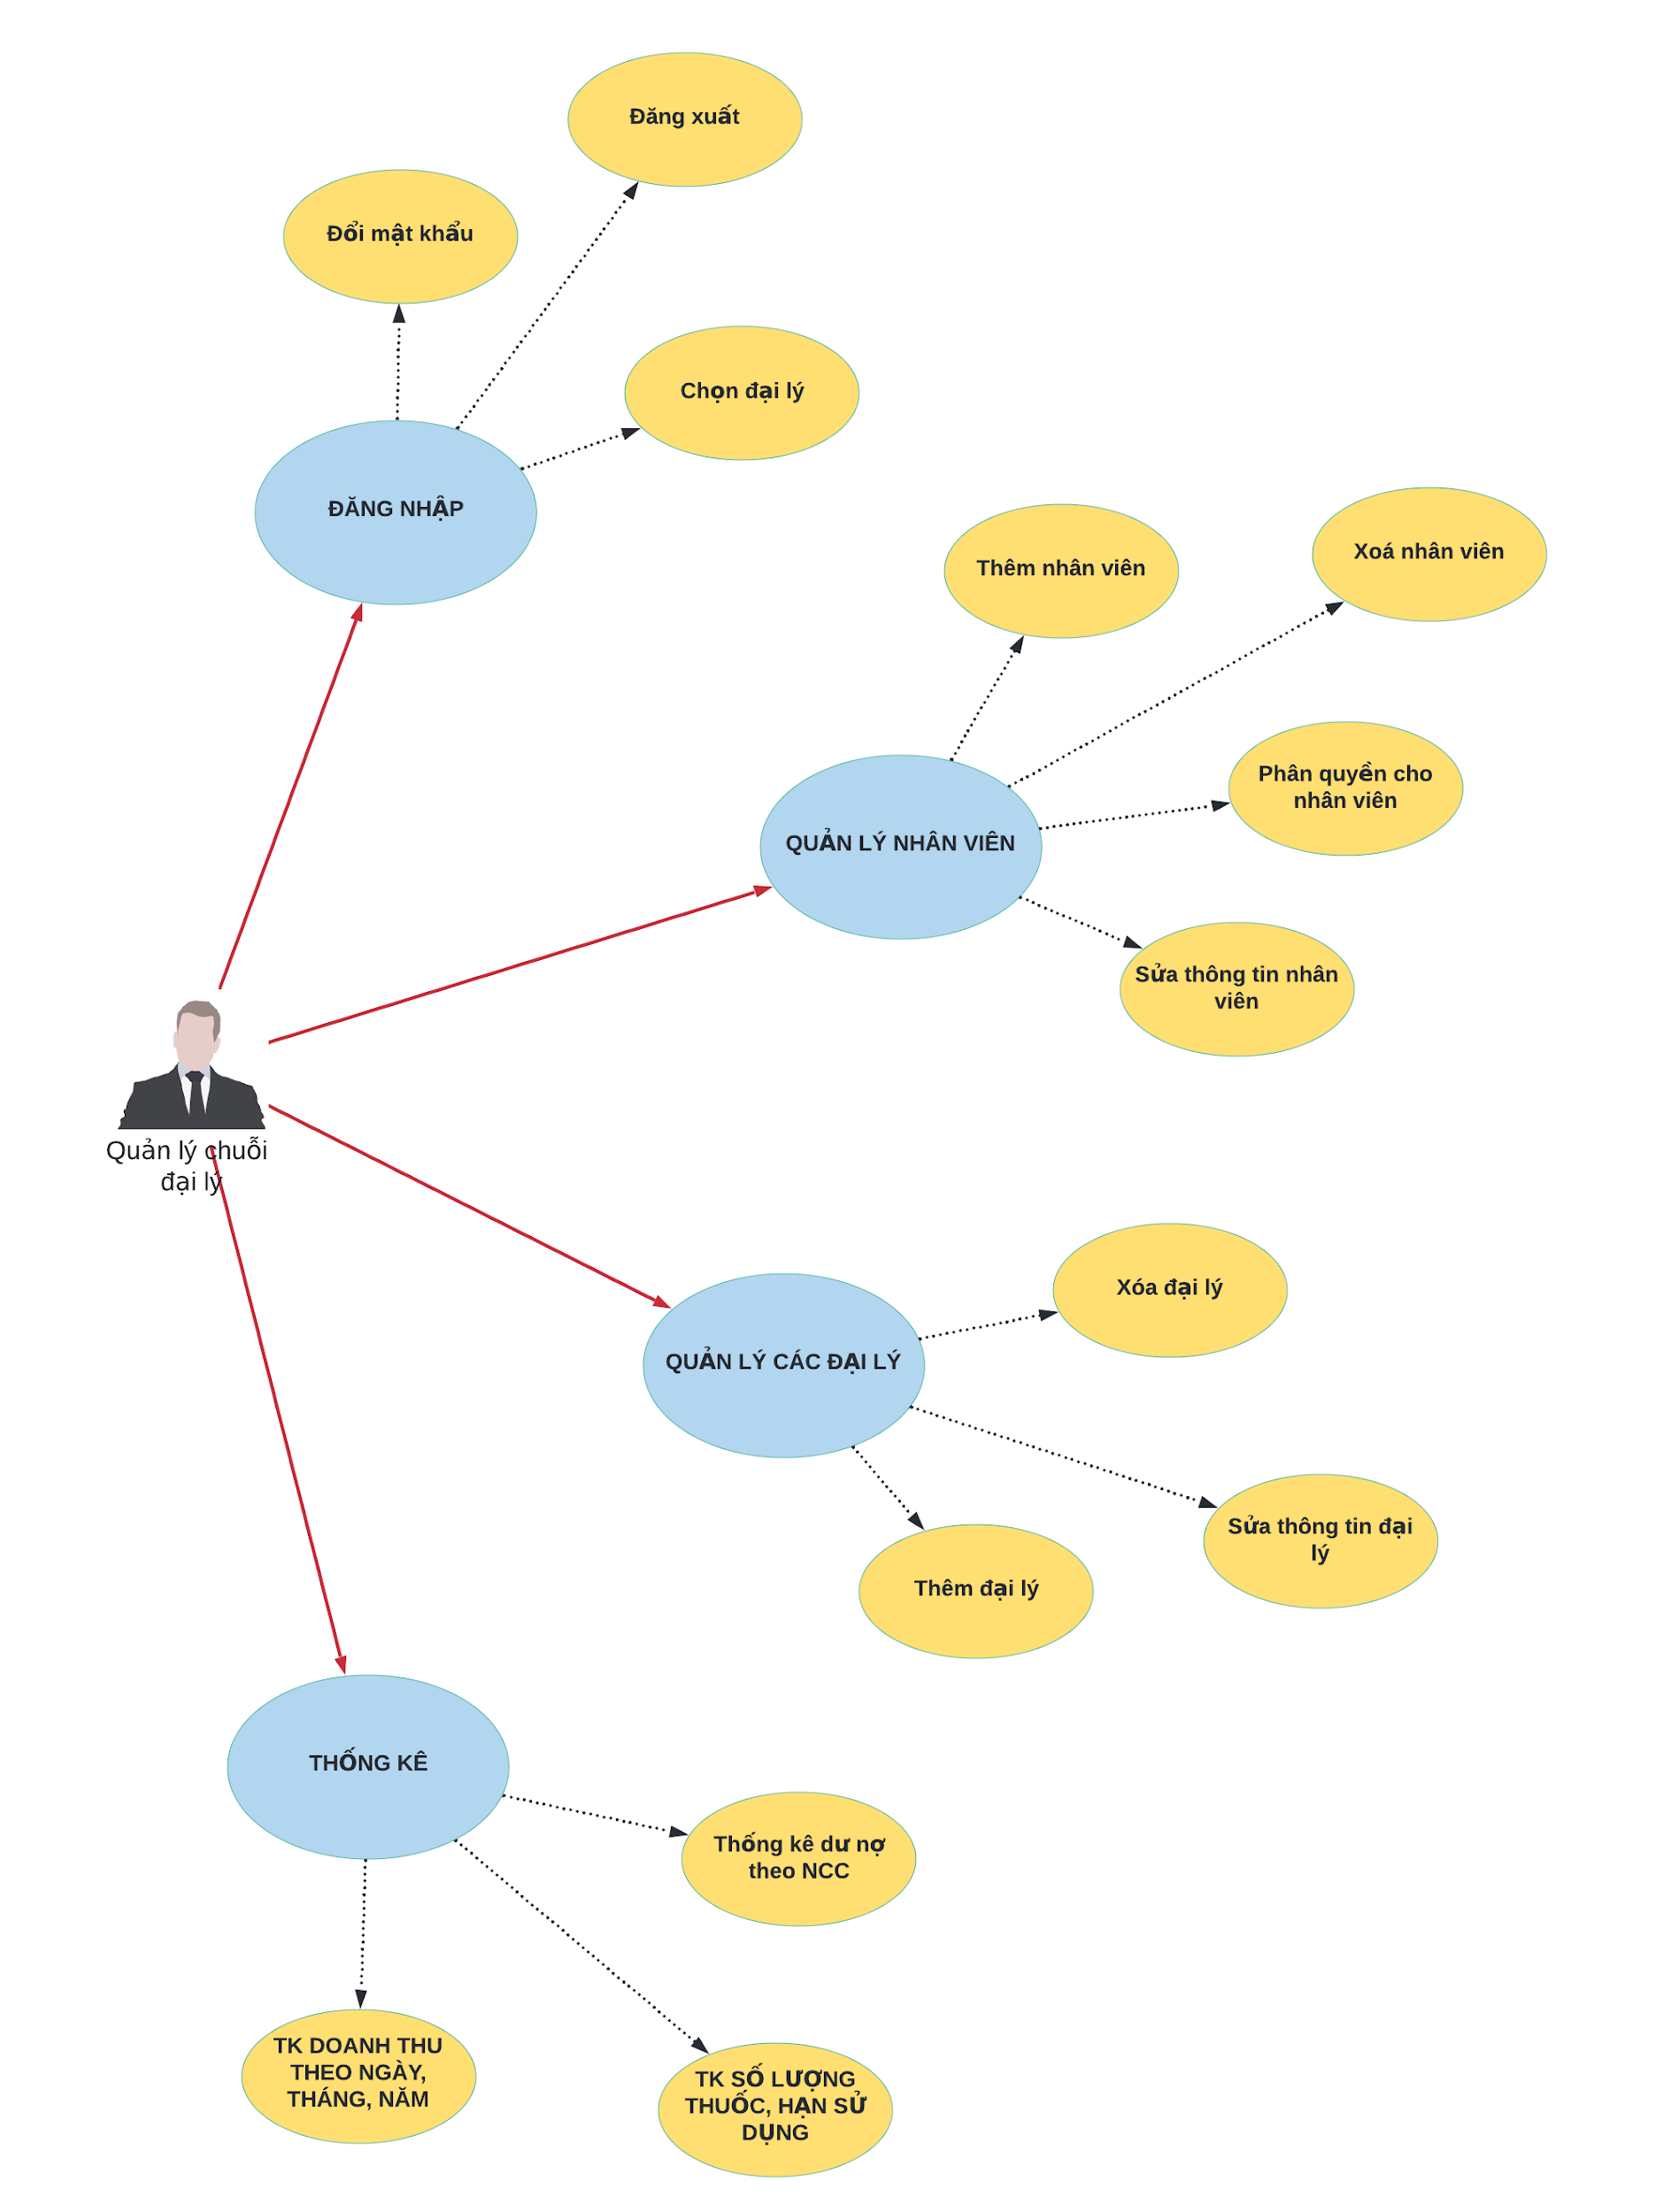 Đăng xuất
Đổi mật khẩu
Chọn đại lý
ĐĂNG NHẬP
Xoá nhân viên
Thêm nhân viên
Phân quyền cho
nhân viên
QUẢN LÝ NHÂN VIÊN
Sửa thông tin nhân
viên
Quản lý chuỗi
đại lý
Xóa đại lý
QUẢN LÝ CÁC ĐẠI LÝ
Sửa thông tin đại
lý
Thêm đại lý
THỐNG KÊ
Thống kê dư nợ
theo NCC
TK DOANH THU
THEO NGÀY,
THÁNG, NĂM
TK SỐ LƯỢNG
THUỐC, HẠN SỬ
DỤNG